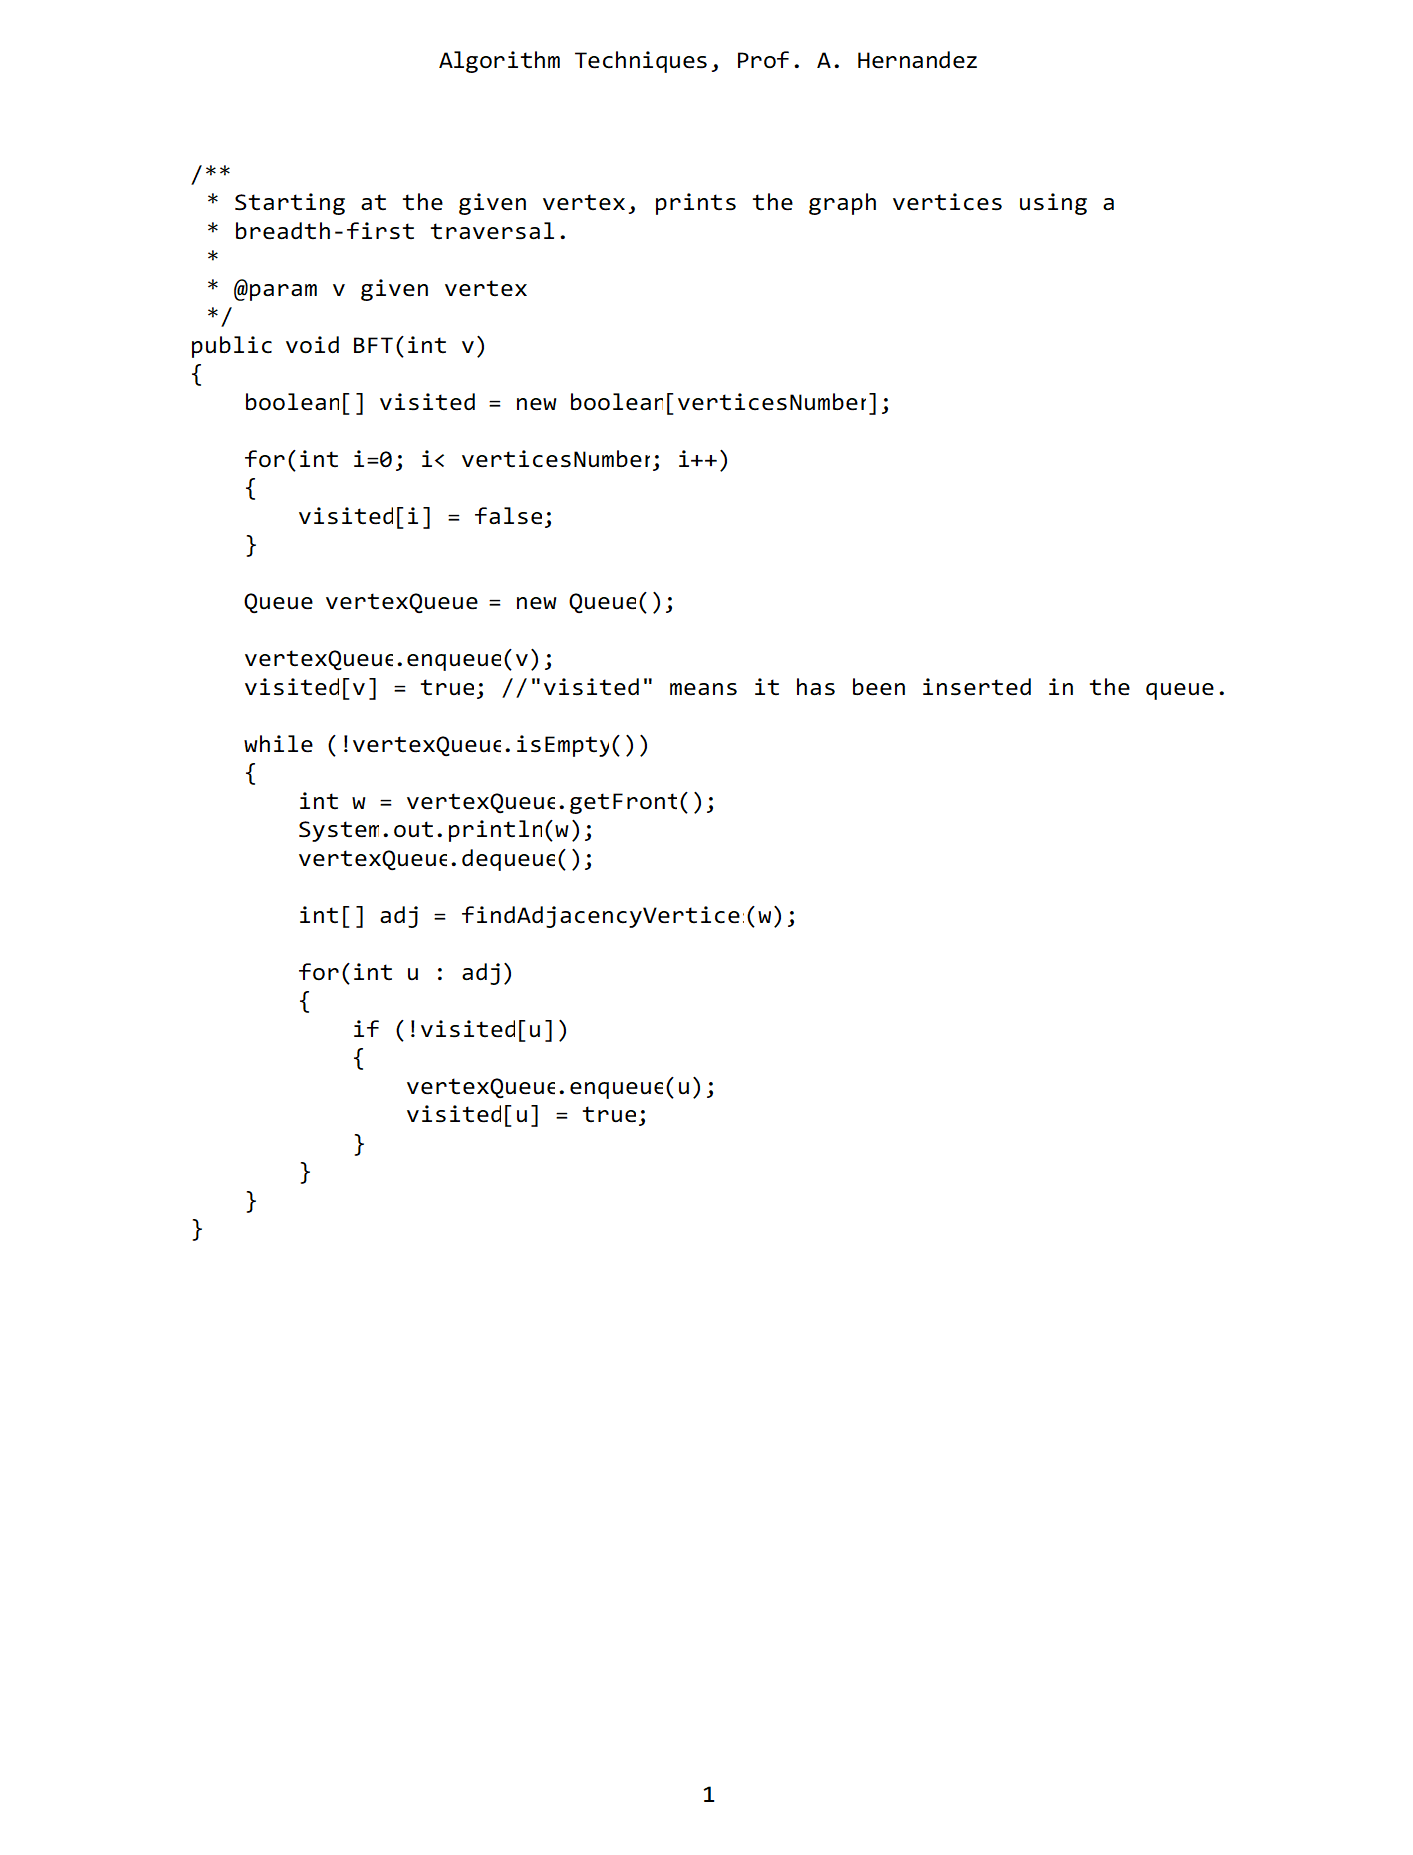 Algorithm Techniques, Prof. A. Hernandez
/**
 * Starting at the given vertex, prints the graph vertices using a
 * breadth-first traversal.
 *
 * @param v given vertex
 */
public void BFT(int v)
{
    boolean[] visited = new boolean[verticesNumber];

    for(int i=0; i< verticesNumber; i++)
    {
        visited[i] = false;
    }

    Queue vertexQueue = new Queue();

    vertexQueue.enqueue(v);
    visited[v] = true; //"visited" means it has been inserted in the queue.

    while (!vertexQueue.isEmpty())
    {
        int w = vertexQueue.getFront();
        System.out.println(w);
        vertexQueue.dequeue();

        int[] adj = findAdjacencyVertices(w);

        for(int u : adj)
        {
            if (!visited[u])
            {
                vertexQueue.enqueue(u);
                visited[u] = true;
            }
        }
    }
}
1